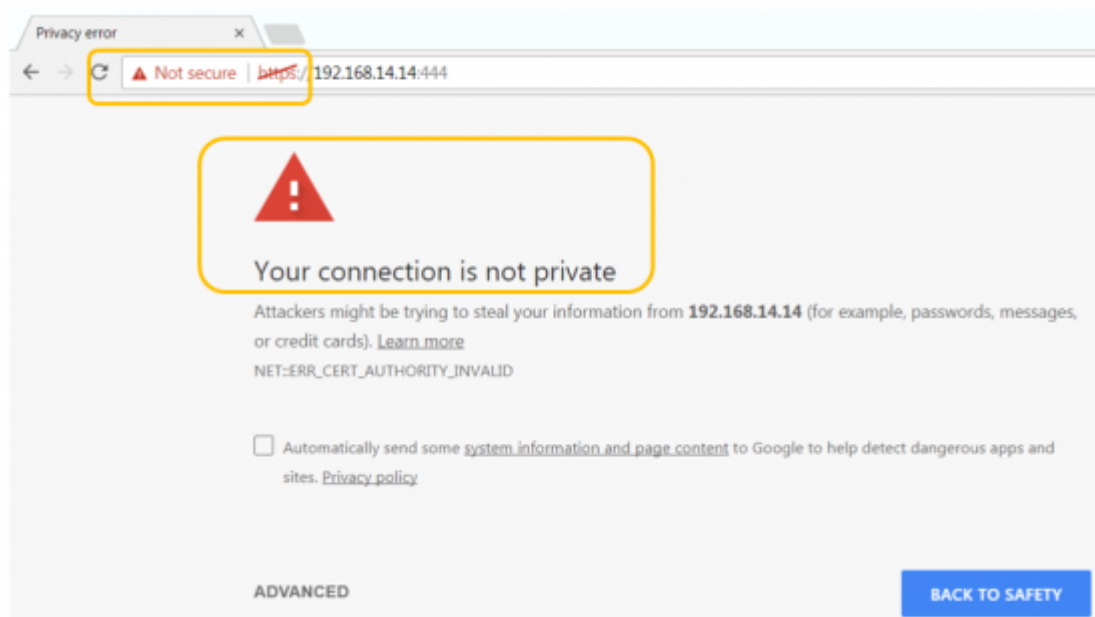 Privacy error
Not secure | https://192.168.14.14:444
Your connection is not private
Attackers might be trying to steal your information from 192.168.14.14 (for example, passwords, messages,
or credit cards). Learn more
NET::ERR_CERT_AUTHORITY_INVALID
Automatically send some system information and page content to Google to help detect dangerous apps and
sites. Privacy policy
ADVANCED
BACK TO SAFETY